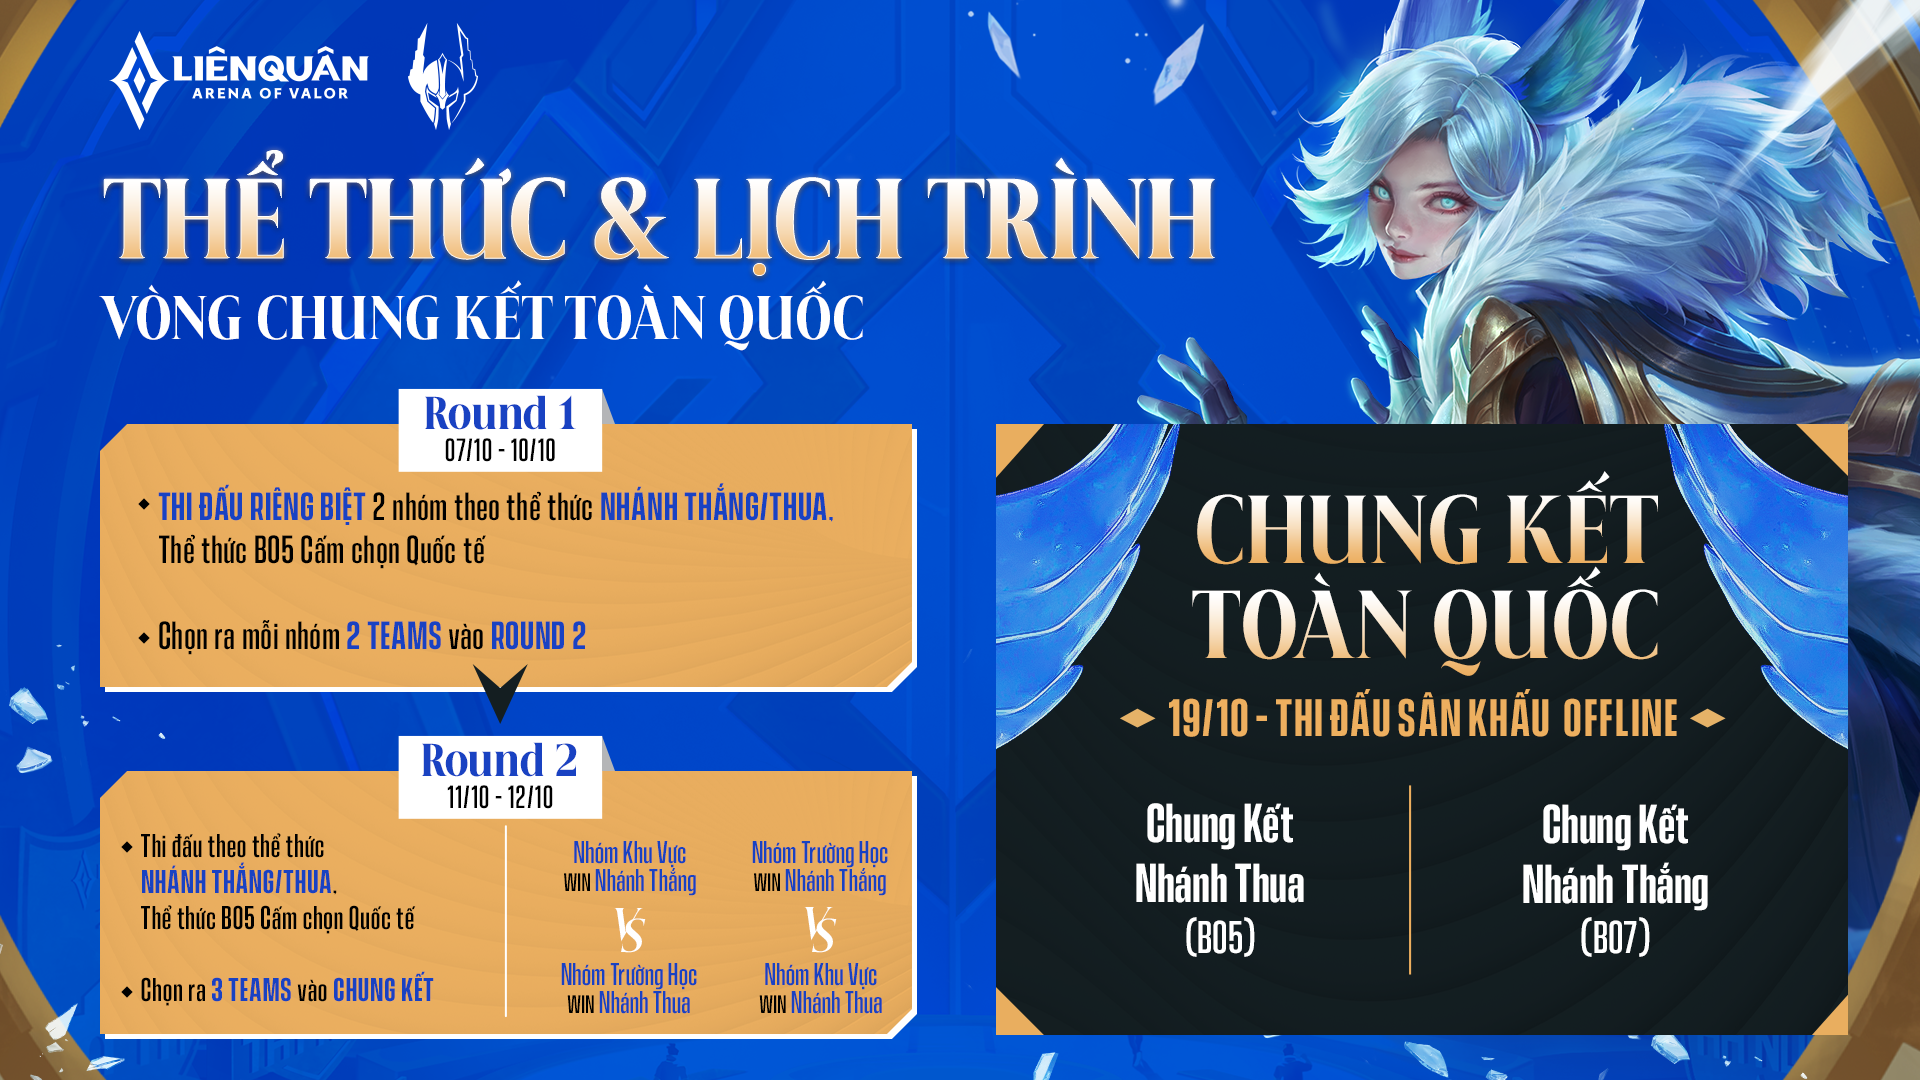 LIÊNQUÂN
ARENA OF VALOR
THỂ THỨC & LỊCH TRÌNH
VÒNG CHUNG KẾT TOÀN QUỐC
Round 1
07/10 - 10/10
THI ĐẤU RIÊNG BIỆT 2 nhóm theo thể thức NHÁNH THẮNG/THUA.
Thể thức BO5 Cấm chọn Quốc tế
Chọn ra mỗi nhóm 2 TEAMS vào ROUND 2
Round 2
11/10 - 12/10
Thi đấu theo thể thức
NHÁNH THẮNG/THUA.
Thể thức BO5 Cấm chọn Quốc tế
Chọn ra 3 TEAMS vào CHUNG KẾT
Nhóm Khu Vực
WIN Nhánh Thắng
VS
Nhóm Trường Học
WIN Nhánh Thua
Nhóm Trường Học
WIN Nhánh Thắng
VS
Nhóm Khu Vực
WIN Nhánh Thua
CHUNG KẾT
TOÀN QUỐC
19/10 - THI ĐẤU SÂN KHẤU OFFLINE
Chung Kết
Nhánh Thua
(BO5)
Chung Kết
Nhánh Thắng
(BO7)